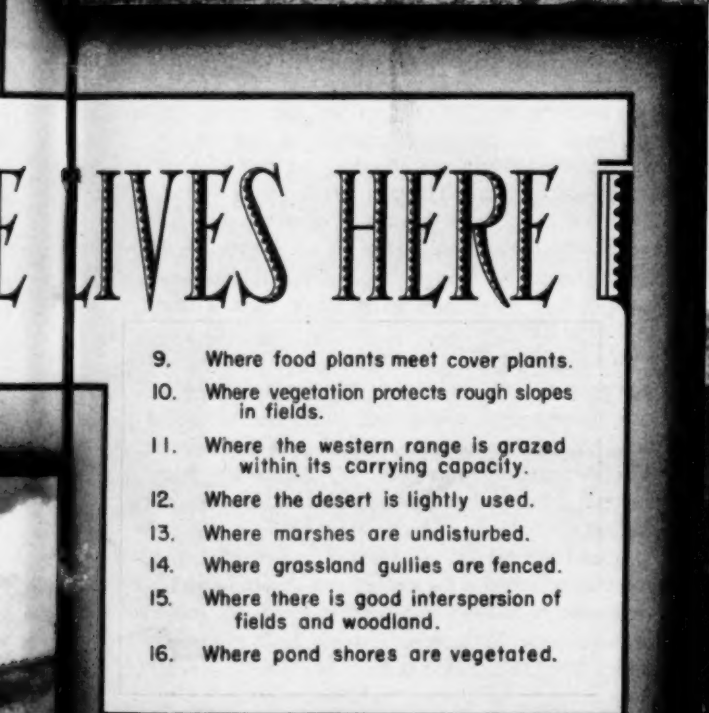 E LIVES HERE
9. Where food plants meet cover plants.
10. Where vegetation protects rough slopes
in fields.
11. Where the western range is grazed
within its carrying capacity.
12. Where the desert is lightly used.
13. Where marshes are undisturbed.
14. Where grassland gullies are fenced.
15. Where there is good interspersion of
fields and woodland.
16. Where pond shores are vegetated.